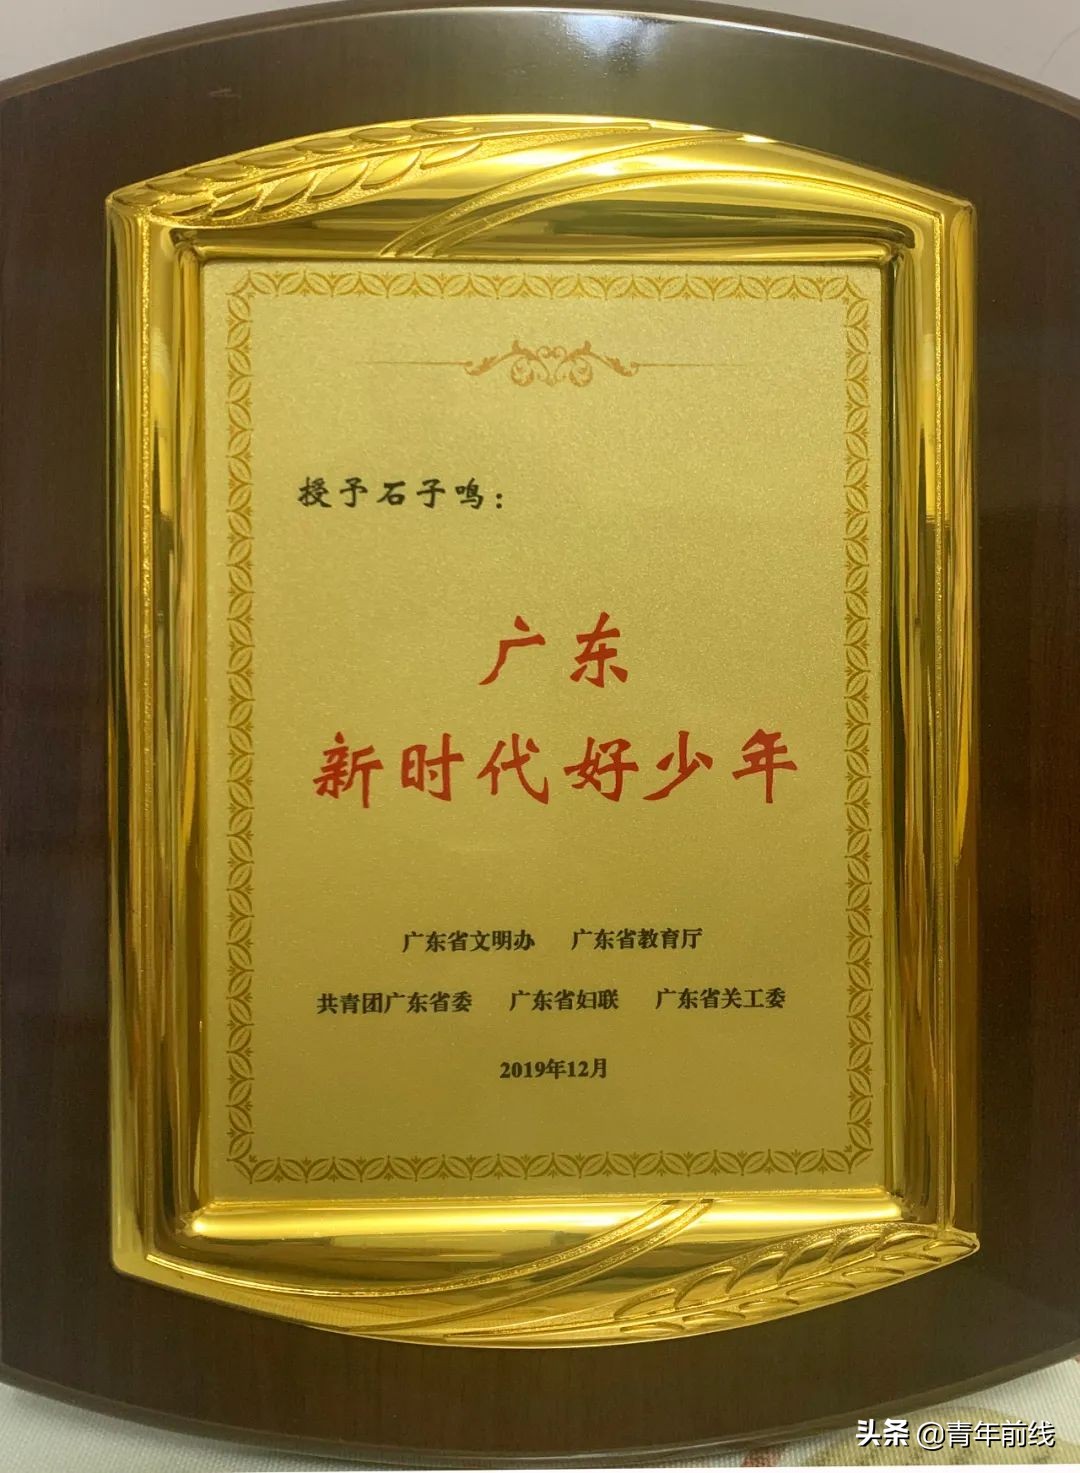 授予石子鸣：
广东
新时代好少年
广东省文明办 广东省教育厅
共青团广东省委 广东省妇联 广东省关工委
2019年12月
头条 @青年前线